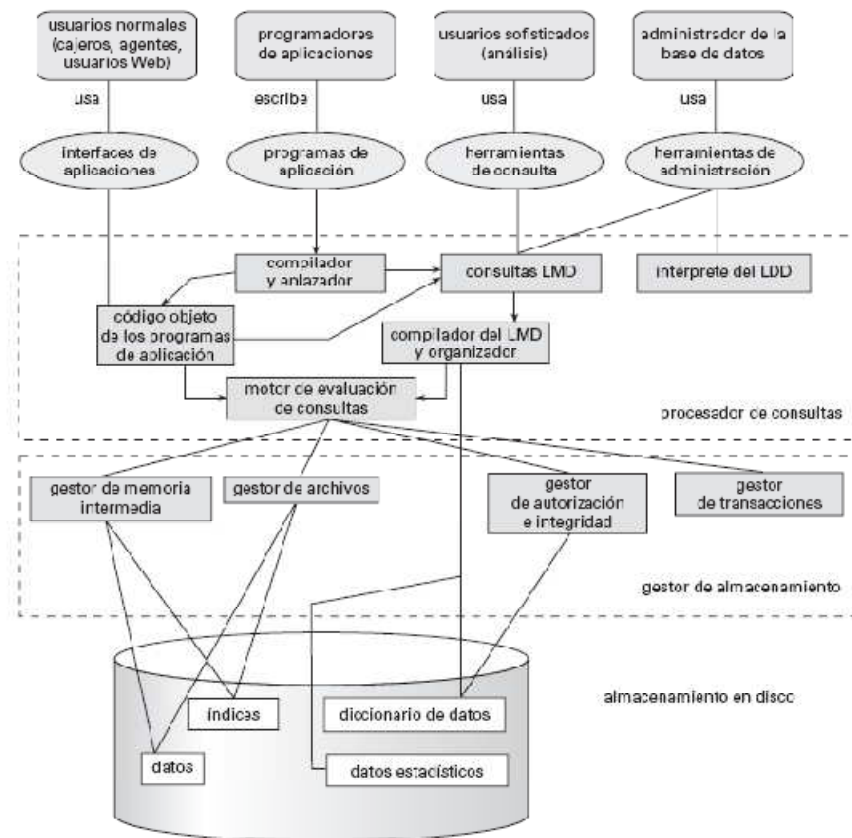 usuarios normales
(cajeros, agentes,
usuarios Web)
programadores
de aplicaciones
usuarios sofisticados
(análisis)
administrador de la
base de datos
usa
escribe
usa
usa
interfaces de
aplicaciones
programas de
aplicación
herramientas
de consulta
herramientas de
administración
compilador
y enlazador
consultas LMD
intérprete del LDD
código objeto
de los programas
de aplicación
compilador del LMD
y organizador
motor de evaluación
de consultas
procesador de consultas
gestor de memoria
intermedia
gestor de archivos
gestor
de autorización
e integridad
gestor
de transacciones
gestor de almacenamiento
almacenamiento en disco
índices
diccionario de datos
datos
datos estadísticos